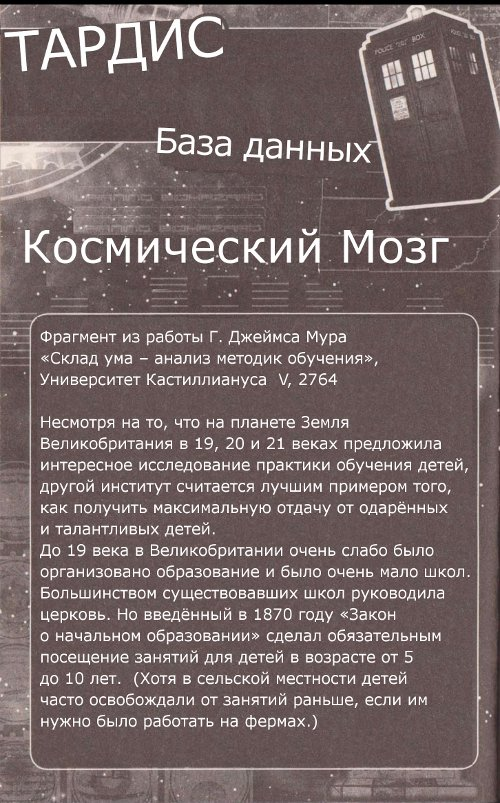 ТАРДИС
POLICE BOX
База данных
Космический Мозг
Фрагмент из работы Г. Джеймса Мура
«Склад ума – анализ методик обучения»,
Университет Кастиллиануса V, 2764
Несмотря на то, что на планете Земля
Великобритания в 19, 20 и 21 веках предложила
интересное исследование практики обучения детей,
другой институт считается лучшим примером того,
как получить максимальную отдачу от одарённых
и талантливых детей.
До 19 века в Великобритании очень слабо было
организовано образование и было очень мало школ.
Большинством существовавших школ руководила
церковь. Но введённый в 1870 году «Закон
о начальном образовании» сделал обязательным
посещение занятий для детей в возрасте от 5
до 10 лет. (Хотя в сельской местности детей
часто освобождали от занятий раньше, если им
нужно было работать на фермах.)